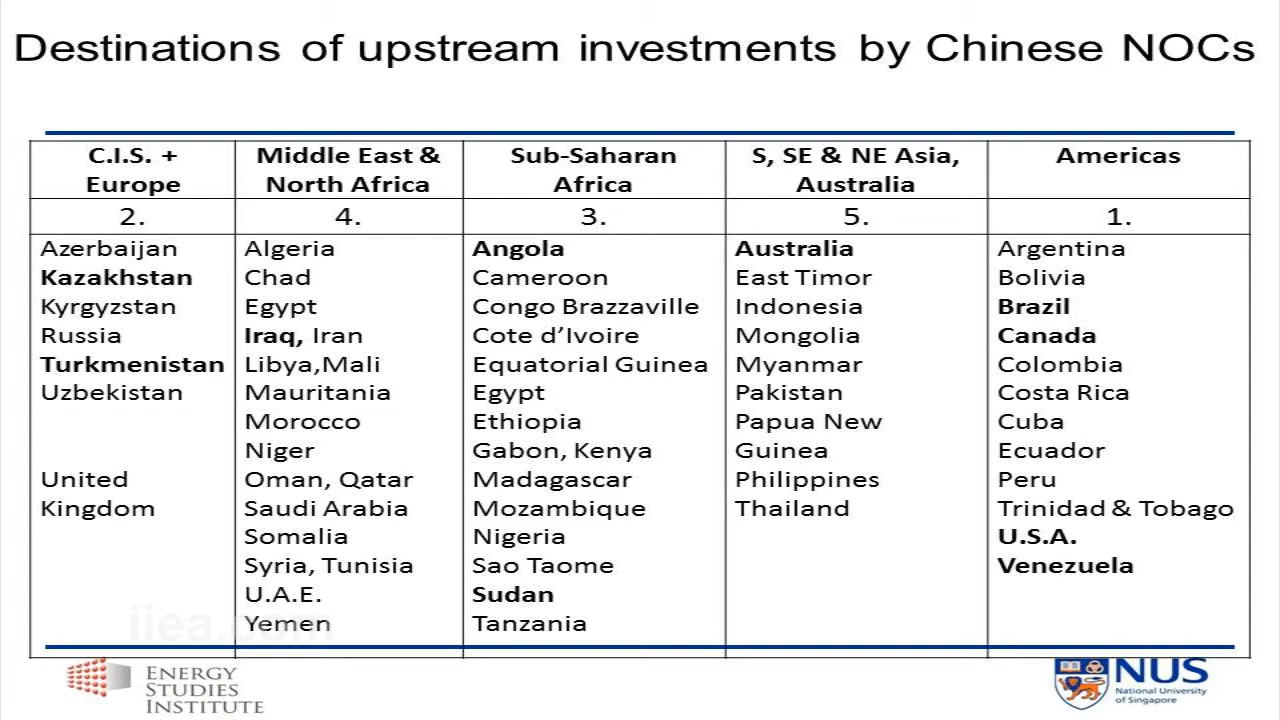 Destinations of upstream investments by Chinese NOCs
C.I.S. +
Europe
Middle East &
North Africa
Sub-Saharan
Africa
S, SE & NE Asia,
Australia
Americas
2.
4.
3.
5.
1.
Azerbaijan
Kazakhstan
Kyrgyzstan
Russia
Turkmenistan
Uzbekistan
United
Kingdom
Algeria
Chad
Egypt
Iraq, Iran
Libya,Mali
Mauritania
Morocco
Niger
Oman, Qatar
Saudi Arabia
Somalia
Syria, Tunisia
U.A.E.
Yemen
Angola
Cameroon
Congo Brazzaville
Cote d’Ivoire
Equatorial Guinea
Egypt
Ethiopia
Gabon, Kenya
Madagascar
Mozambique
Nigeria
Sao Taome
Sudan
Tanzania
Australia
East Timor
Indonesia
Mongolia
Myanmar
Pakistan
Papua New
Guinea
Philippines
Thailand
Argentina
Bolivia
Brazil
Canada
Colombia
Costa Rica
Cuba
Ecuador
Peru
Trinidad & Tobago
U.S.A.
Venezuela
iiea.com
ENERGY
STUDIES
INSTITUTE
NUS
National University
of Singapore